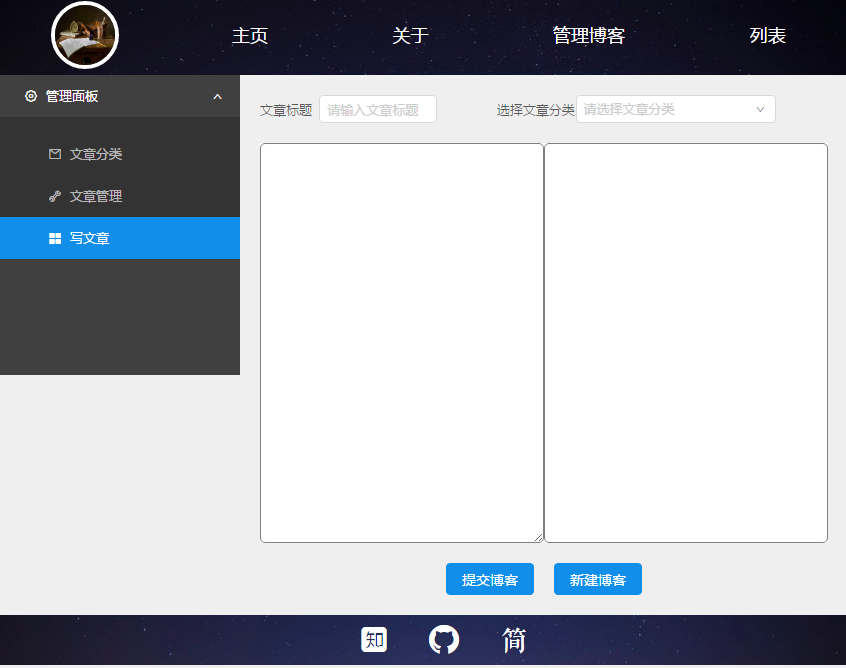 主页 关于 管理博客 列表
管理面板
文章分类
文章管理
写文章
文章标题 请输入文章标题 选择文章分类 请选择文章分类
提交博客 新建博客
知 简